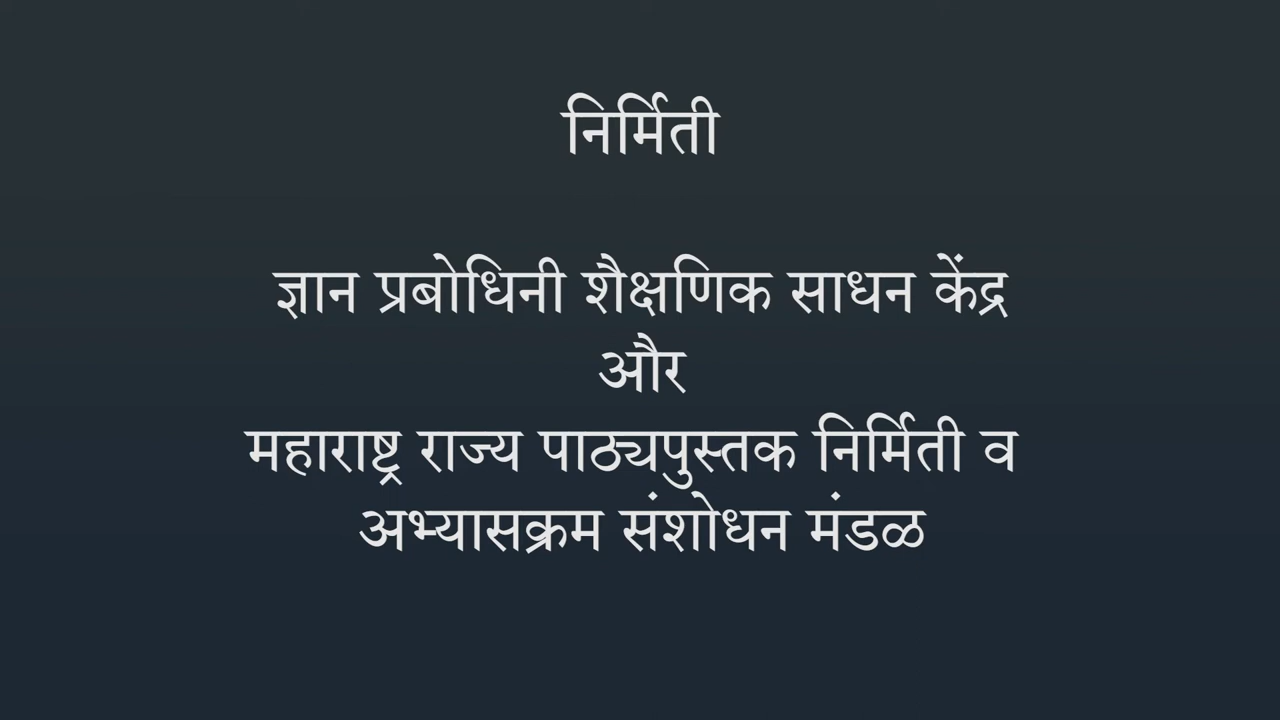 निर्मिती
ज्ञान प्रबोधिनी शैक्षणिक साधन केंद्र
और
महाराष्ट्र राज्य पाठ्यपुस्तक निर्मिती व
अभ्यासक्रम संशोधन मंडळ